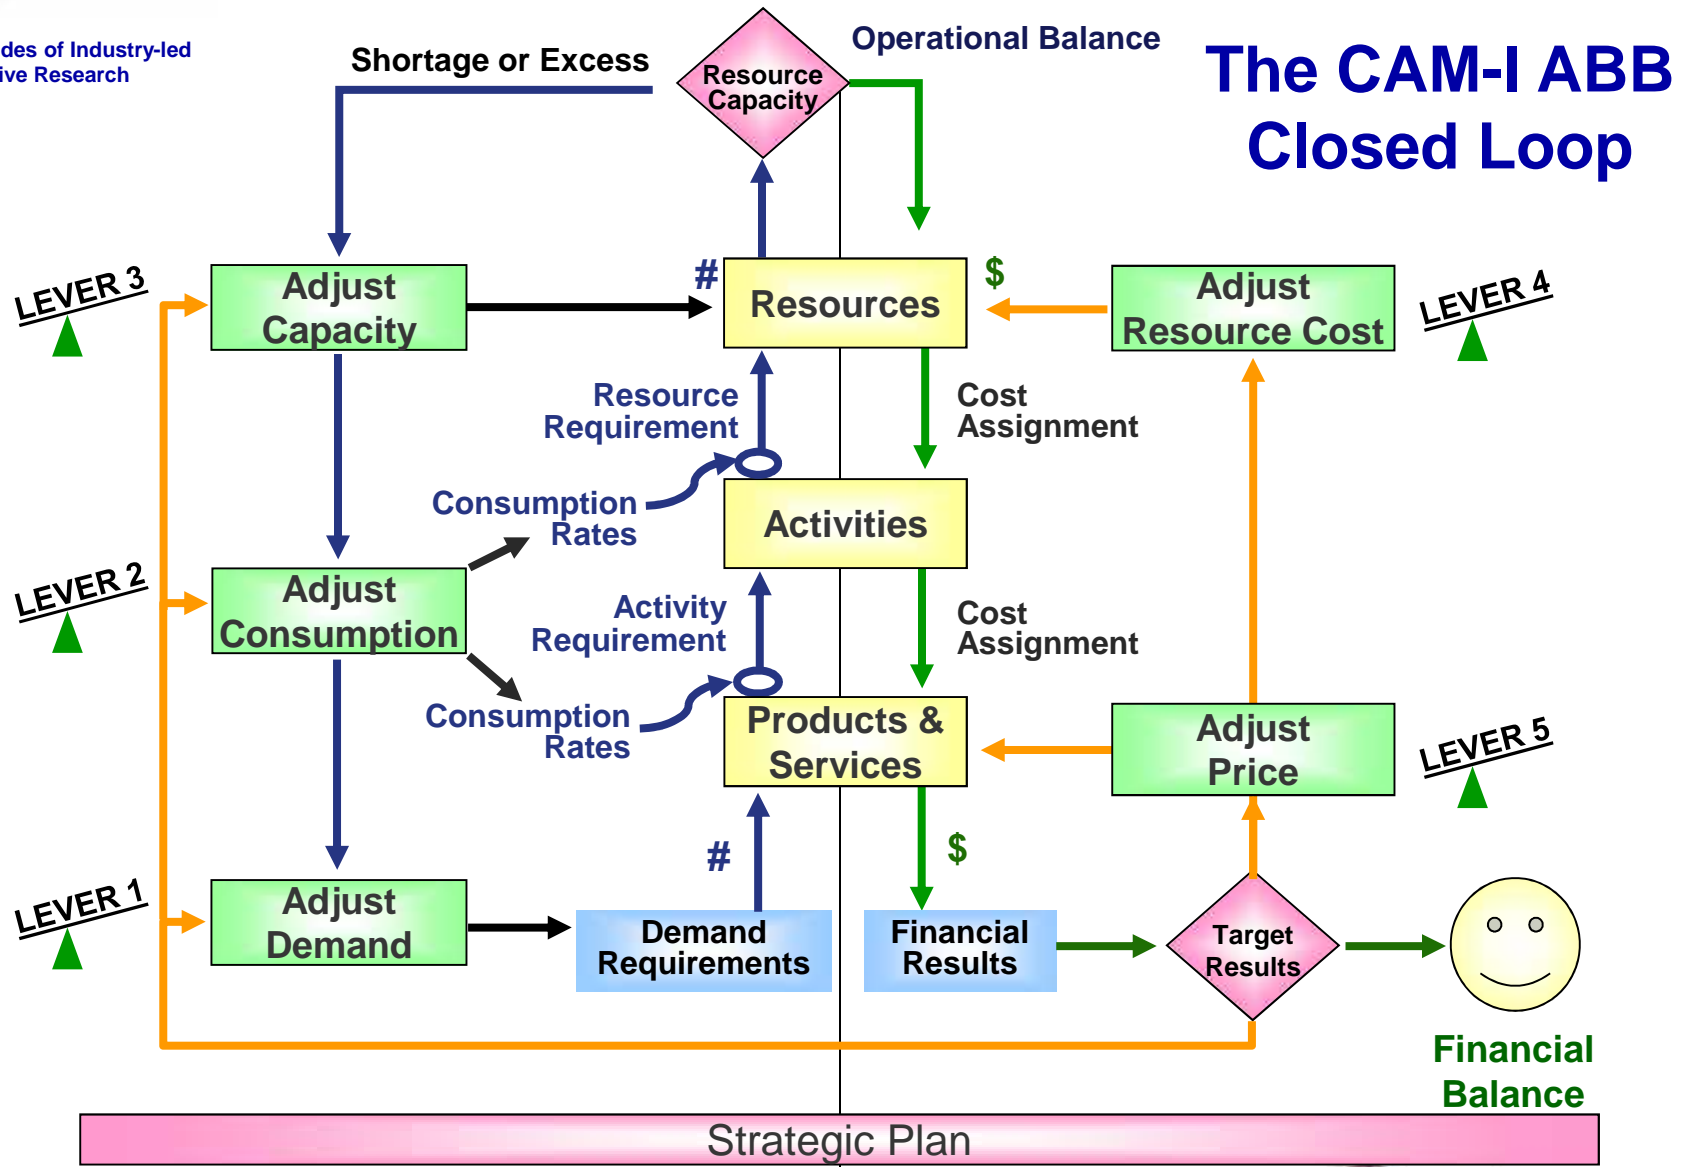 des of Industry-led
ive Research
Shortage or Excess
Resource
Capacity
Operational Balance
The CAM-I ABB
Closed Loop
LEVER 3
Adjust
Capacity
#
Resources
$
Adjust
Resource Cost
LEVER 4
Resource
Requirement
Cost
Assignment
Consumption
Rates
Activities
LEVER 2
Adjust
Consumption
Activity
Requirement
Cost
Assignment
Consumption
Rates
Products &
Services
Adjust
Price
LEVER 5
#
$
LEVER 1
Adjust
Demand
Demand
Requirements
Financial
Results
Target
Results
Financial
Balance
Strategic Plan